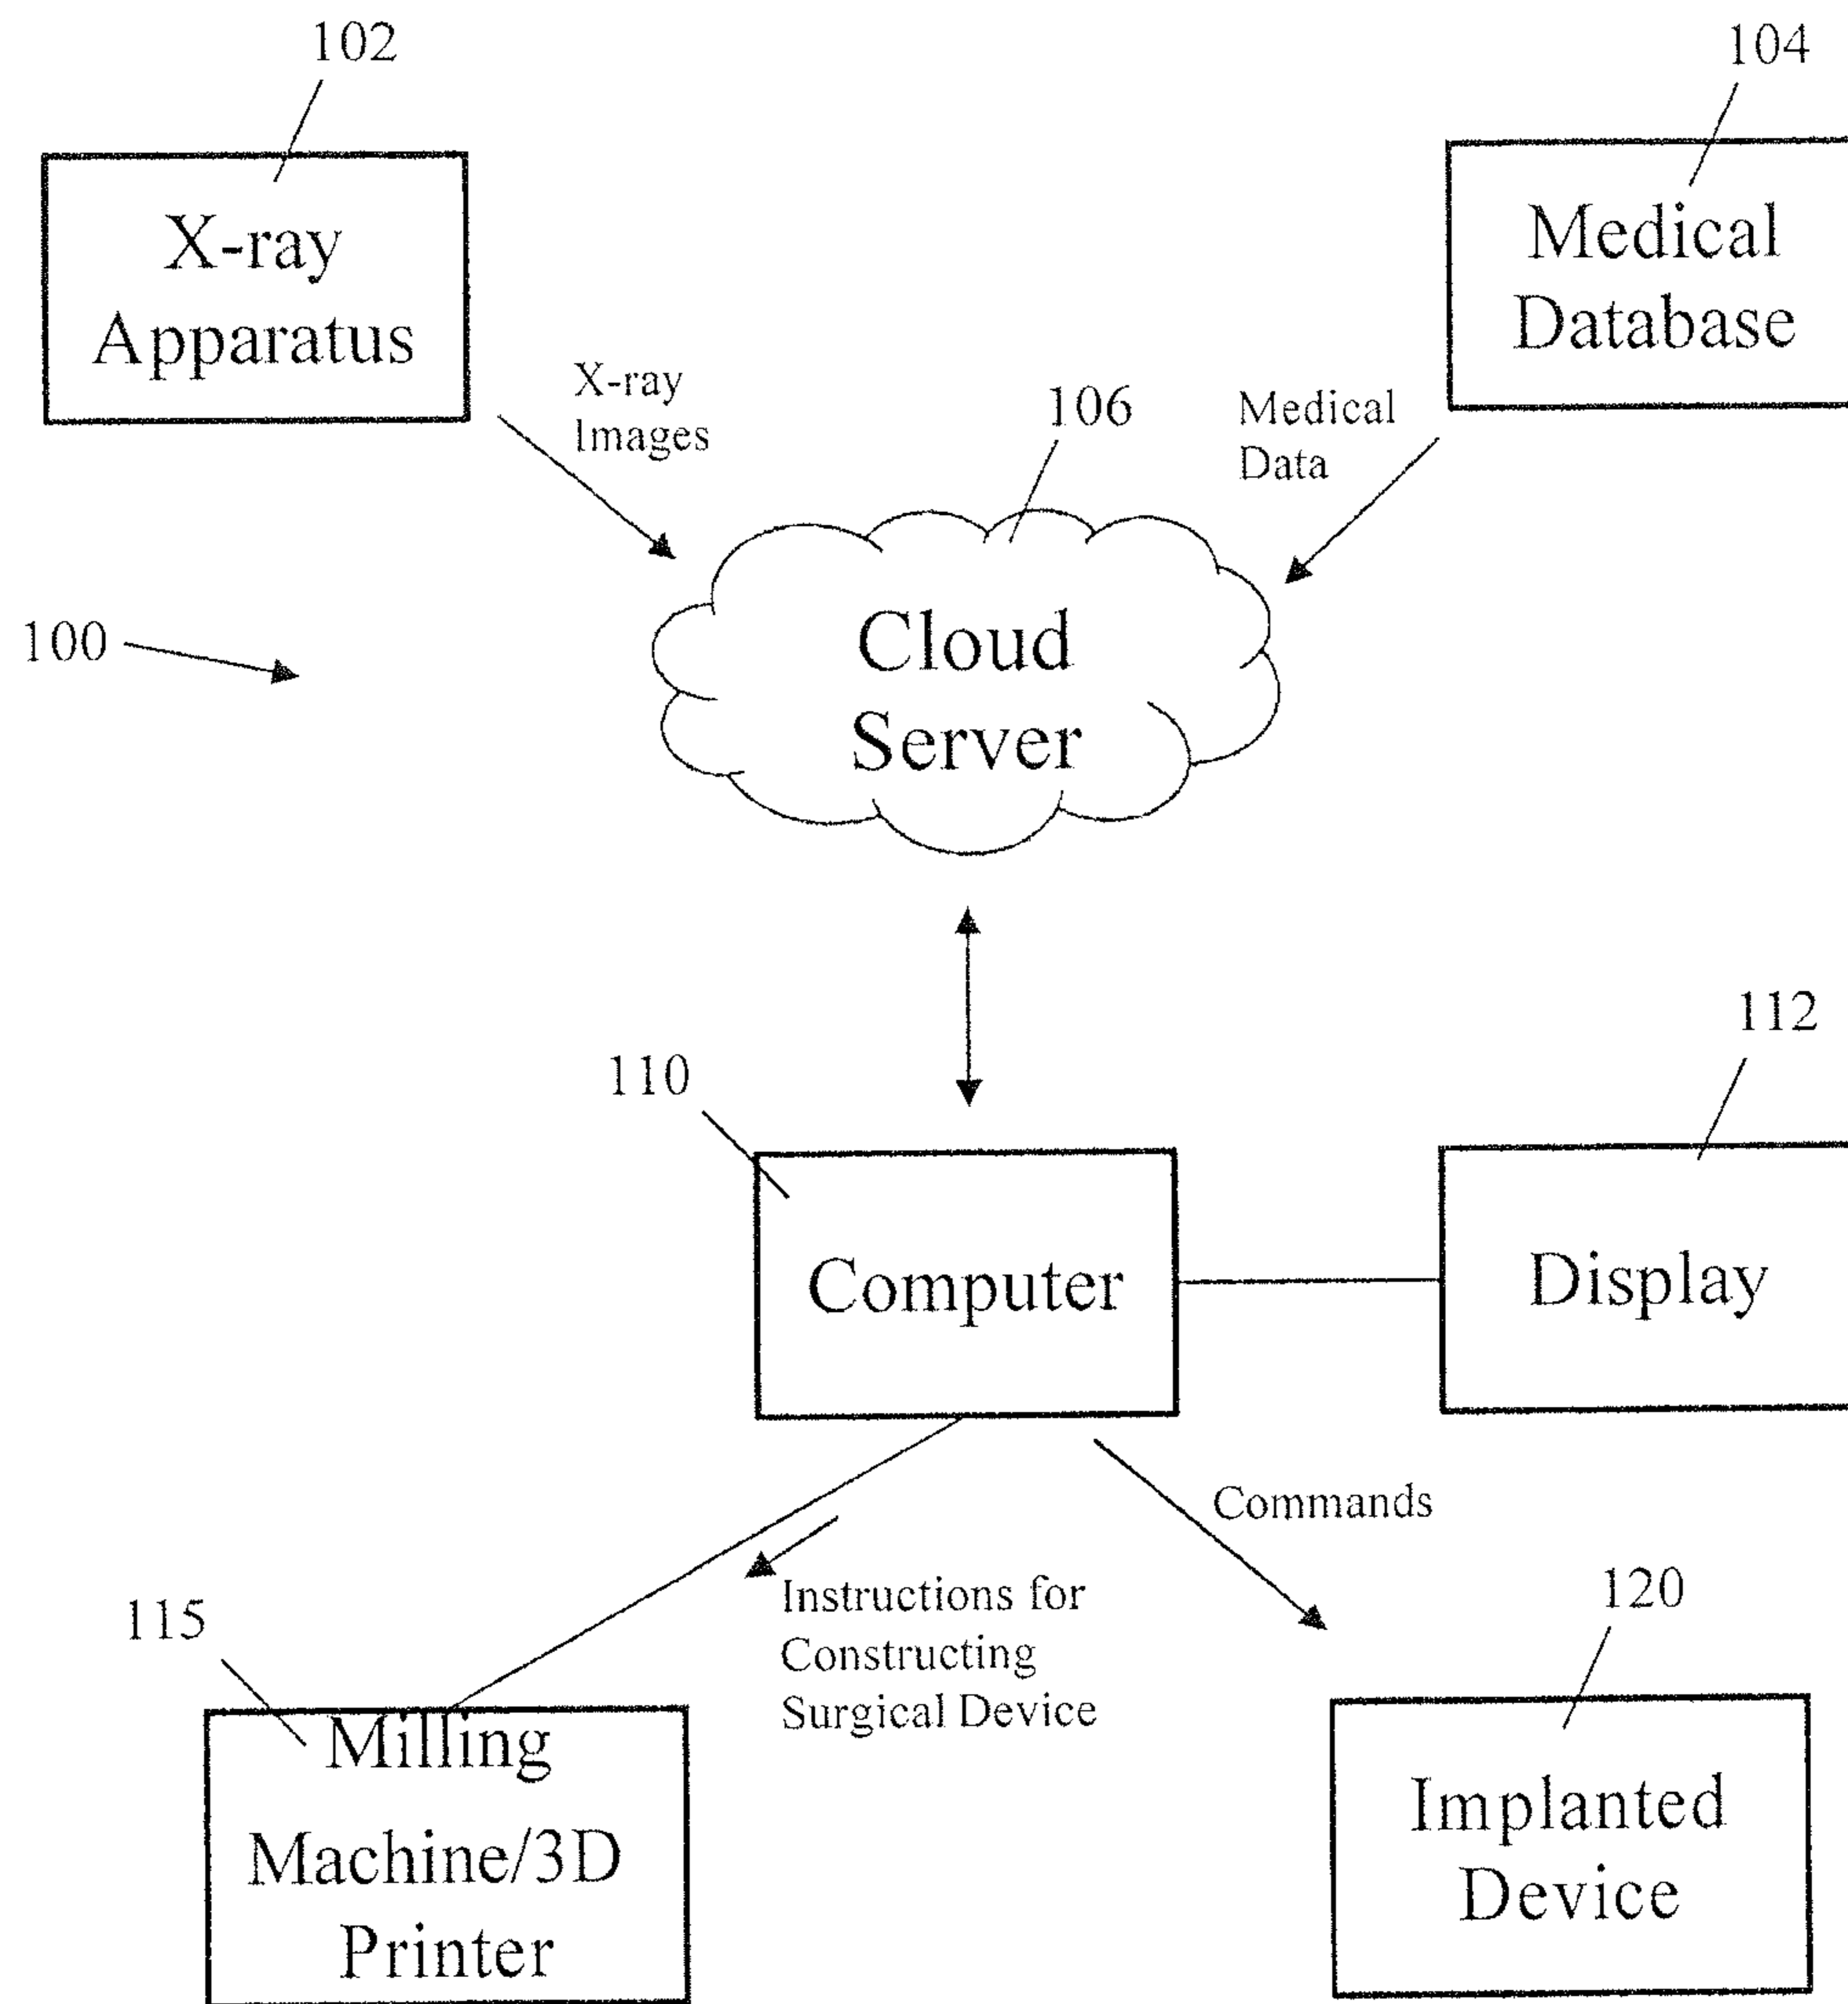 102
104
X-ray
Apparatus
Medical
Database
X-ray
Images
106
Medical
Data
Cloud
Server
100
112
110
Computer
Display
Commands
Instructions for
Constructing
Surgical Device
115
120
Milling
Machine/3D
Printer
Implanted
Device